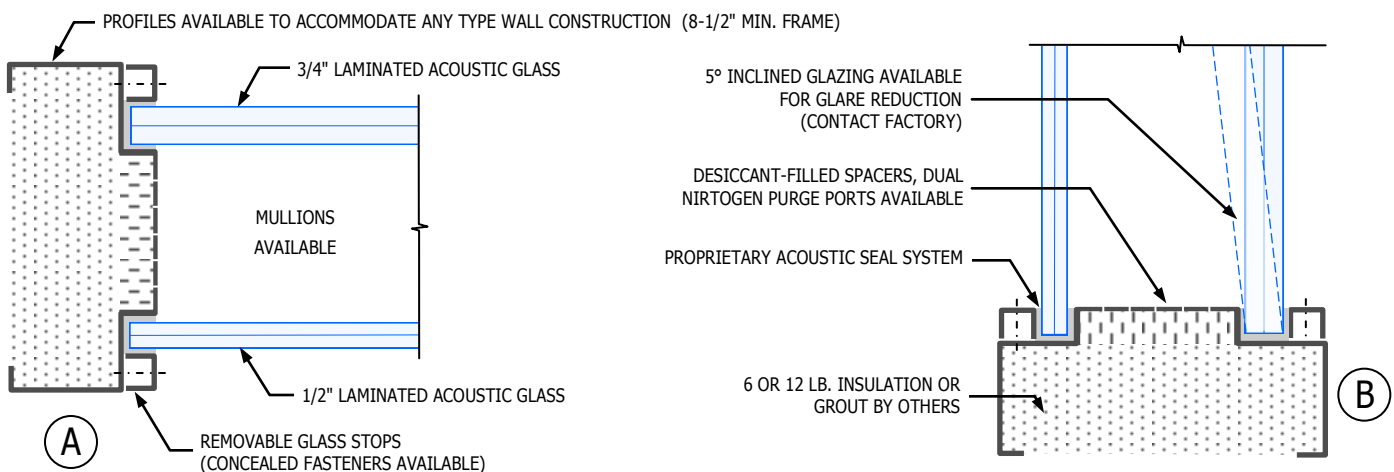 PROFILES AVAILABLE TO ACCOMMODATE ANY TYPE WALL CONSTRUCTION (8-1/2" MIN. FRAME)
3/4" LAMINATED ACOUSTIC GLASS
MULLIONS
AVAILABLE
1/2" LAMINATED ACOUSTIC GLASS
REMOVABLE GLASS STOPS
(CONCEALED FASTENERS AVAILABLE)
A
5° INCLINED GLAZING AVAILABLE
FOR GLARE REDUCTION
(CONTACT FACTORY)
DESICCANT-FILLED SPACERS, DUAL
NIRTOGEN PURGE PORTS AVAILABLE
PROPRIETARY ACOUSTIC SEAL SYSTEM
6 OR 12 LB. INSULATION OR
GROUT BY OTHERS
B